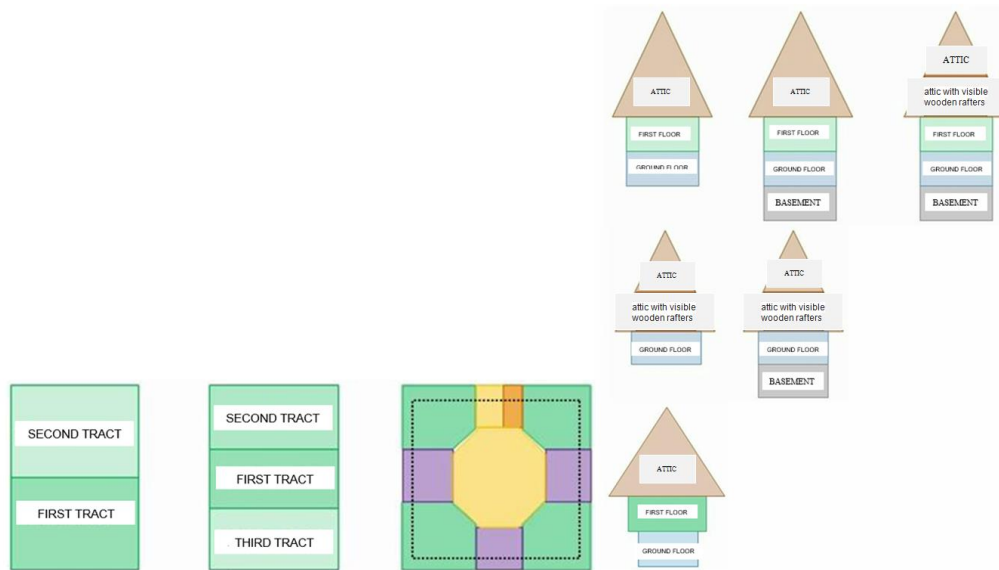 ATTIC
FIRST FLOOR
GROUND FLOOR
ATTIC
FIRST FLOOR
GROUND FLOOR
BASEMENT
ATTIC
attic with visible
wooden rafters
FIRST FLOOR
GROUND FLOOR
BASEMENT
ATTIC
attic with visible
wooden rafters
GROUND FLOOR
ATTIC
attic with visible
wooden rafters
GROUND FLOOR
BASEMENT
SECOND TRACT
FIRST TRACT
SECOND TRACT
FIRST TRACT
THIRD TRACT
ATTIC
FIRST FLOOR
GROUND FLOOR